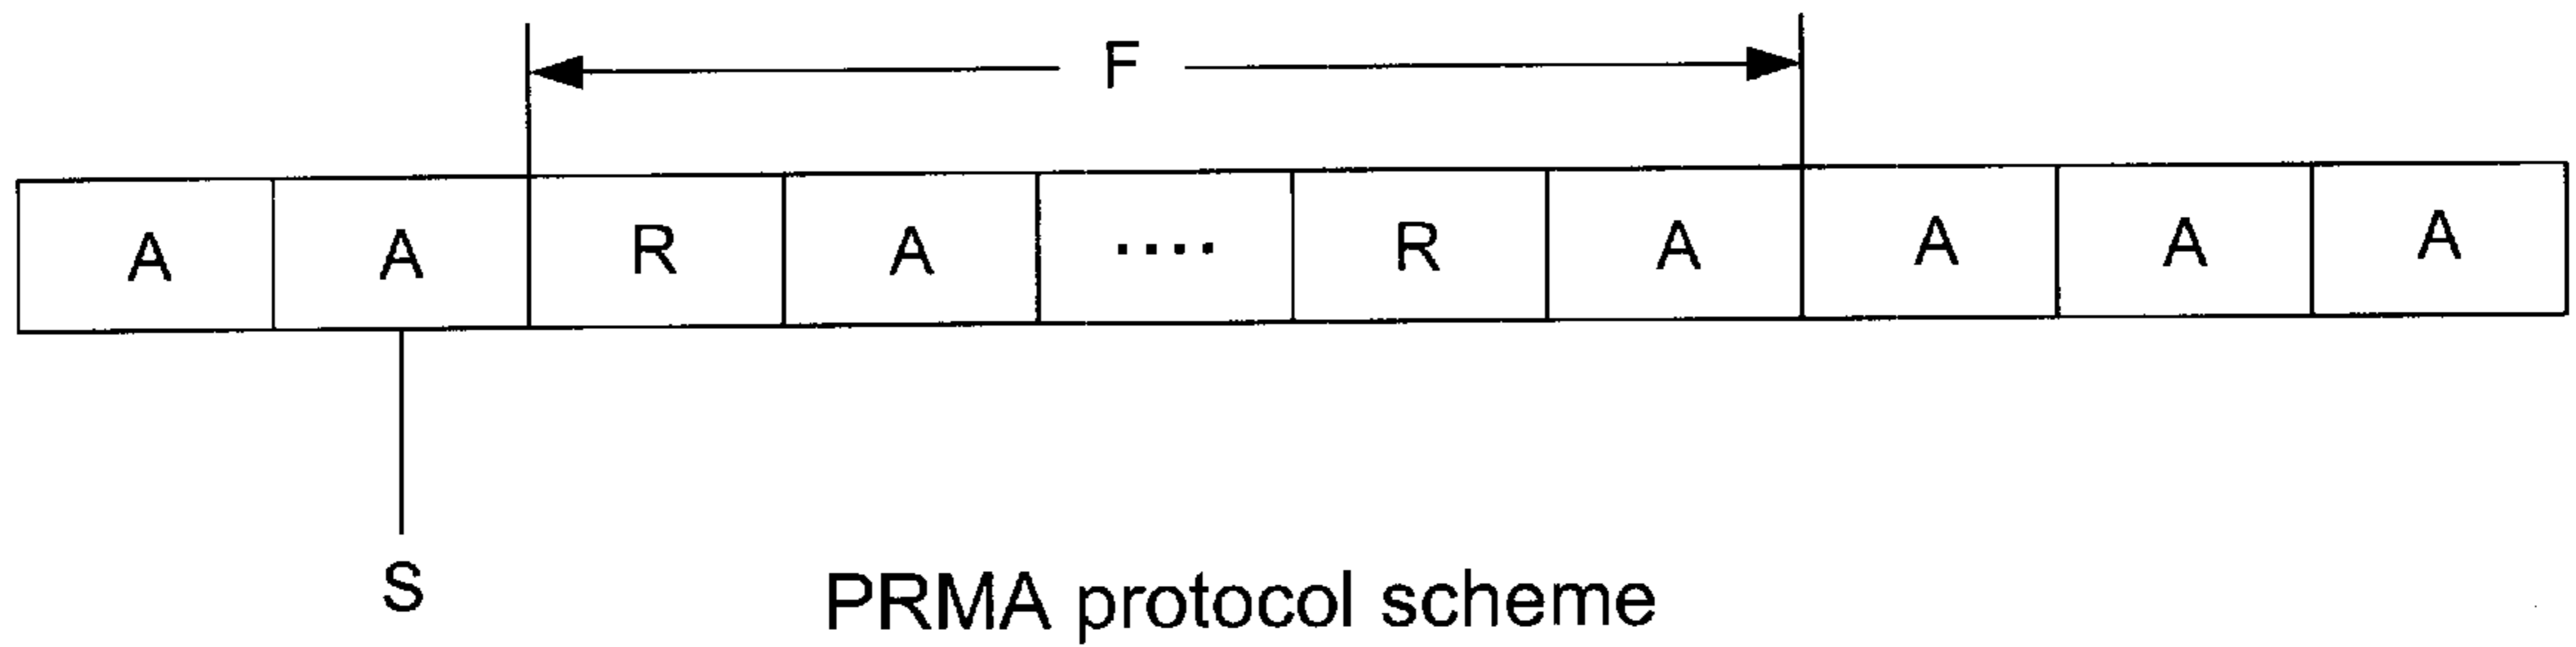 F
A A R A .... R A A A A
S
PRMA protocol scheme